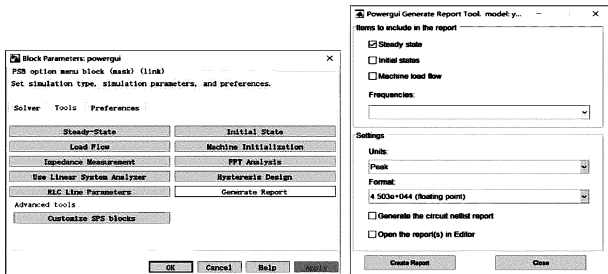 Block Parameters: powergui
PSB option menu block (mask) (link)
Set simulation type, simulation parameters, and preferences.
Solver Tools Preferences
Steady-State Initial State
Load Flow Machine Initialization
Impedance Measurement FFT Analysis
Use Linear System Analyzer Hysteresis Design
RLC Line Parameters Generate Report
Advanced tools
Customize SPS blocks
OK Cancel Help Apply
Powergui Generate Report Tool. model: y...
Items to include in the report
Steady state
Initial states
Machine load flow
Frequencies:
Settings
Units:
Peak
Format:
4.503e+044 (floating point)
Generate the circuit netlist report
Open the report(s) in Editor
Create Report Close